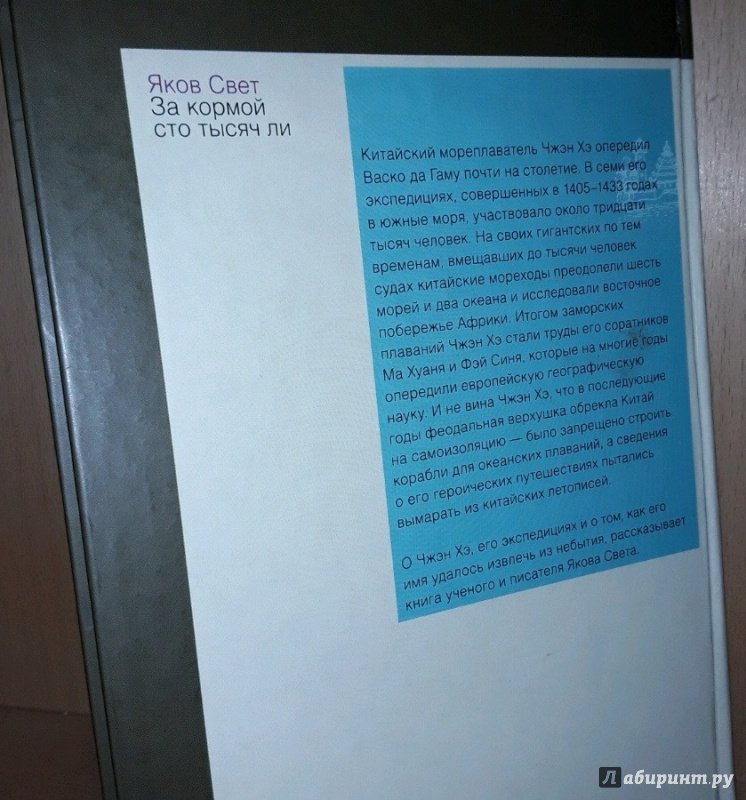 Яков Свет
За кормой
сто тысяч ли
Китайский мореплаватель Чжэн Хэ опередил
Васко да Гаму почти на столетие. В семи его
экспедициях, совершенных в 1405–1433 годах
в южные моря, участвовало около тридцати
тысяч человек. На своих гигантских по тем
временам, вмещавших до тысячи человек
судах китайские мореходы преодолели шесть
морей и два океана и исследовали восточное
побережье Африки. Итогом заморских
плаваний Чжэн Хэ стали труды его соратников
Ма Хуаня и Фэй Синя, которые на многие годы
опередили европейскую географическую
науку. И не вина Чжэн Хэ, что в последующие
годы феодальная верхушка обрекла Китай
на самоизоляцию — было запрещено строить
корабли для океанских плаваний, а сведения
о его героических путешествиях пытались
вымарать из китайских летописей.
О Чжэн Хэ, его экспедициях и о том, как его
имя удалось извлечь из небытия, рассказывает
книга ученого и писателя Якова Света.
Лабиринт.ру